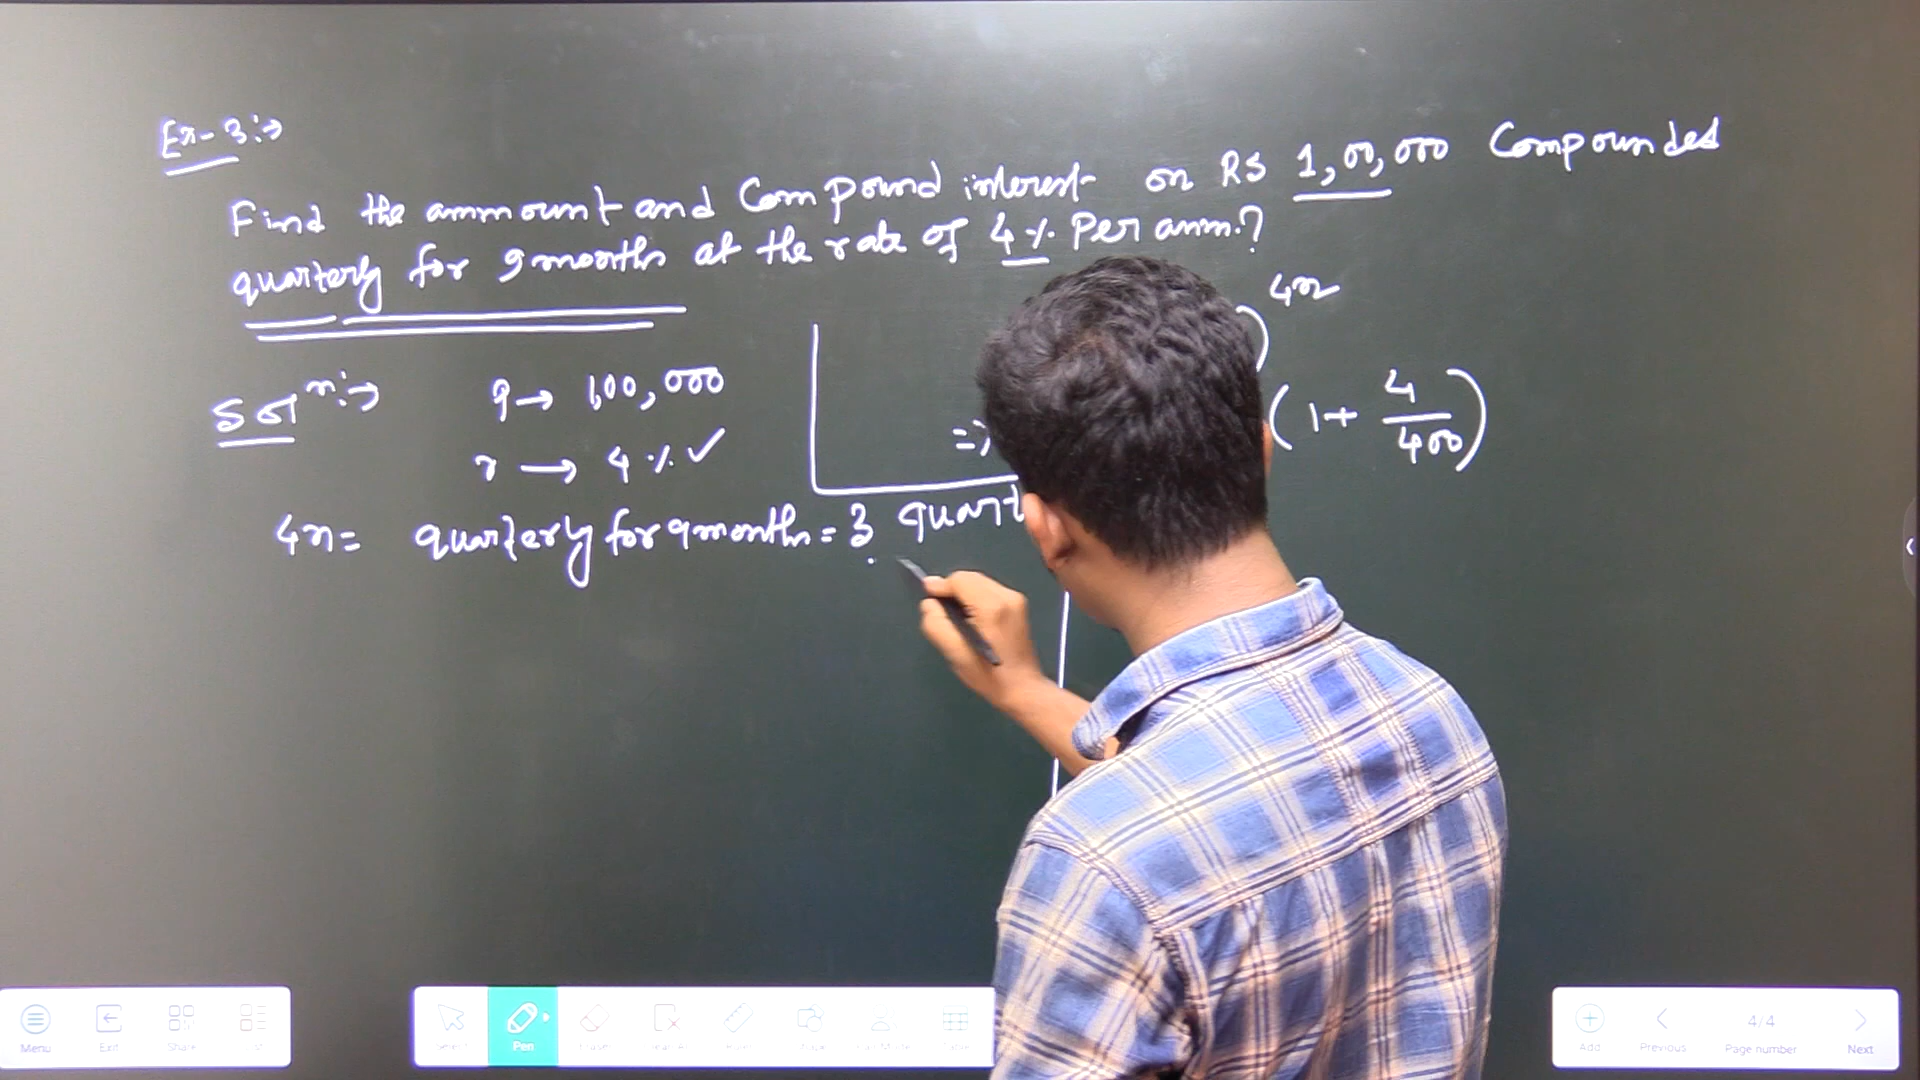 Ex-3:→
Find the ammount and Compound interest on RS 1,00,000 Compounded
quarterly for 9 months at the rate of 4% Per anm.?
4n
Solⁿ:→ P→ 100,000
(1+ 4/400)
r → 4 % ✓
=>
4n = quarterly for 9 months = 3 quart
Menu Exit Share Pen Add Previous 4/4 Page number Next